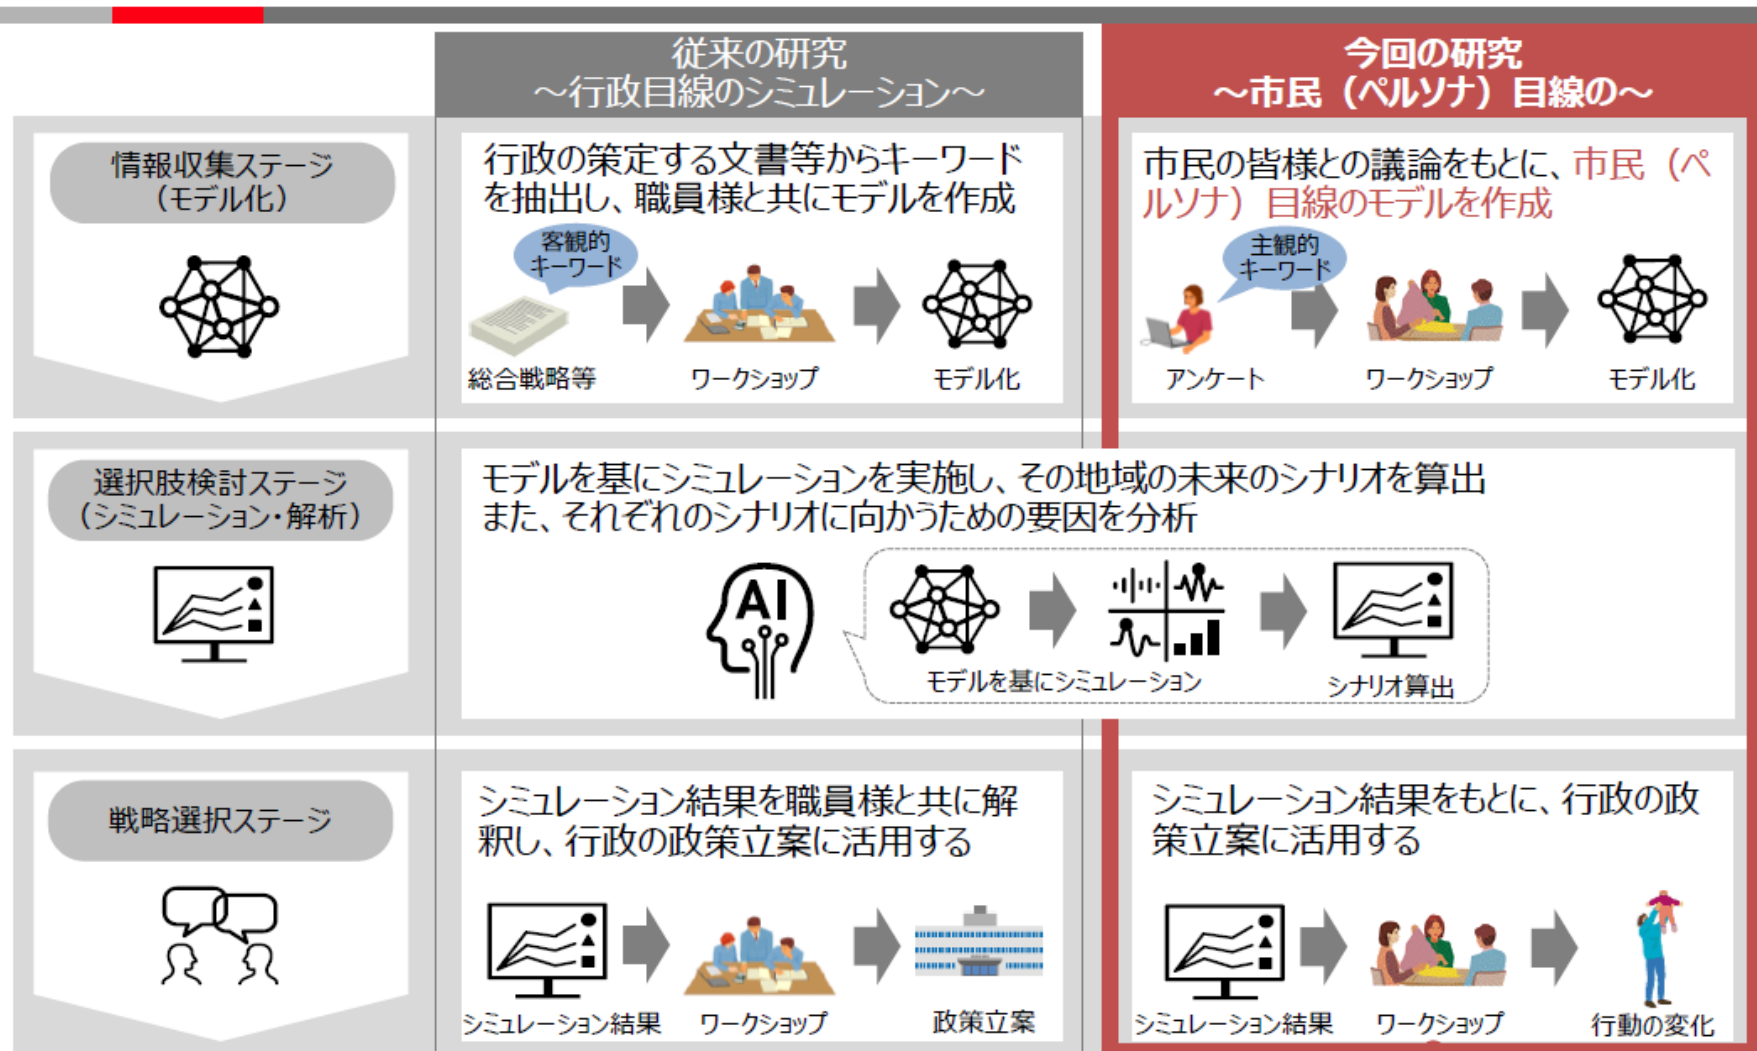 従来の研究
～行政目線のシミュレーション～
今回の研究
～市民（ペルソナ）目線の～
情報収集ステージ
（モデル化）
行政の策定する文書等からキーワード
を抽出し、職員様と共にモデルを作成
客観的
キーワード
総合戦略等
ワークショップ
モデル化
市民の皆様との議論をもとに、市民（ペ
ルソナ）目線のモデルを作成
主観的
キーワード
アンケート
ワークショップ
モデル化
選択肢検討ステージ
（シミュレーション・解析）
モデルを基にシミュレーションを実施し、その地域の未来のシナリオを算出
また、それぞれのシナリオに向かうための要因を分析
AI
モデルを基にシミュレーション
シナリオ算出
戦略選択ステージ
シミュレーション結果を職員様と共に解
釈し、行政の政策立案に活用する
シミュレーション結果
ワークショップ
政策立案
シミュレーション結果をもとに、行政の政
策立案に活用する
シミュレーション結果
ワークショップ
行動の変化